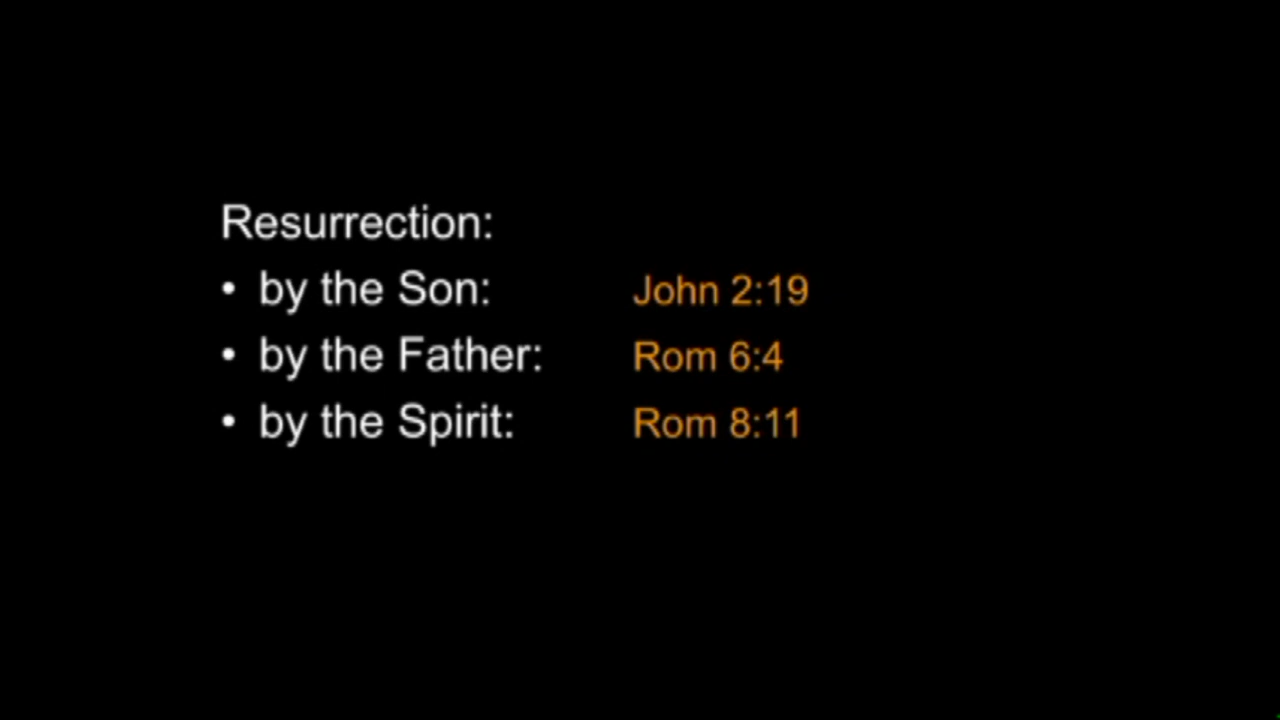 Resurrection:
• by the Son: John 2:19
• by the Father: Rom 6:4
• by the Spirit: Rom 8:11